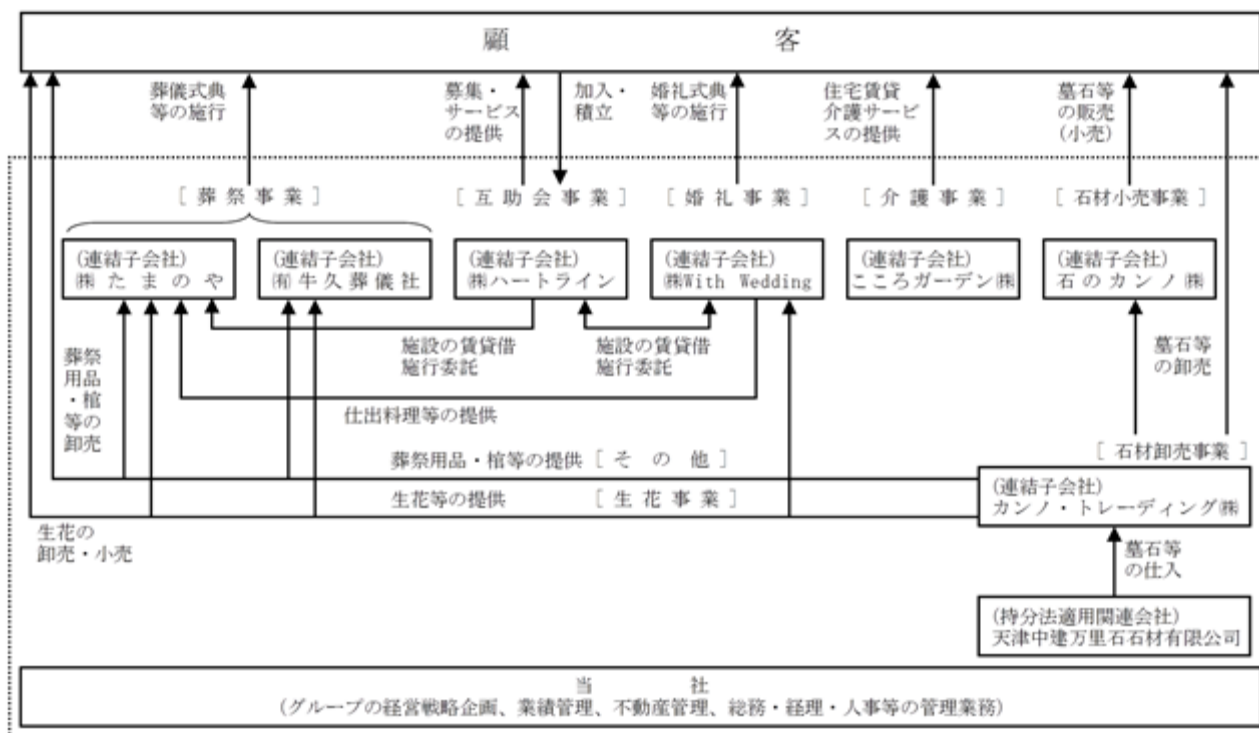 顧客
葬儀式典
等の施行
募集・
サービス
の提供
加入・
積立
婚礼式典
等の施行
住宅賃貸
介護サービ
スの提供
墓石等
の販売
(小売)
[葬祭事業]
[互助会事業]
[婚礼事業]
[介護事業]
[石材小売事業]
(連結子会社)
㈱たまのや
(連結子会社)
㈲牛久葬儀社
(連結子会社)
㈱ハートライン
(連結子会社)
㈱With Wedding
(連結子会社)
こころガーデン㈱
(連結子会社)
石のカンノ㈱
葬祭
用品
・棺
等の
卸売
施設の賃貸借
施行委託
施設の賃貸借
施行委託
墓石等
の卸売
仕出料理等の提供
[石材卸売事業]
葬祭用品・棺等の提供[その他]
生花等の提供
[生花事業]
(連結子会社)
カンノ・トレーディング㈱
生花の
卸売・小売
墓石等
の仕入
(持分法適用関連会社)
天津中建万里石石材有限公司
当社
(グループの経営戦略企画、業績管理、不動産管理、総務・経理・人事等の管理業務)